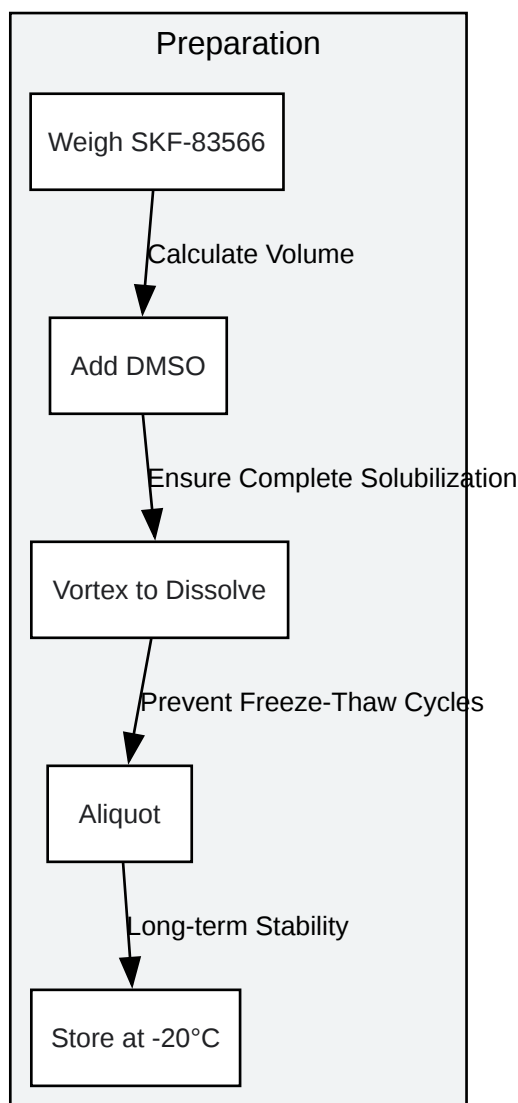 Preparation
Weigh SKF-83566
Calculate Volume
Add DMSO
Ensure Complete Solubilization
Vortex to Dissolve
Prevent Freeze-Thaw Cycles
Aliquot
Long-term Stability
Store at -20°C